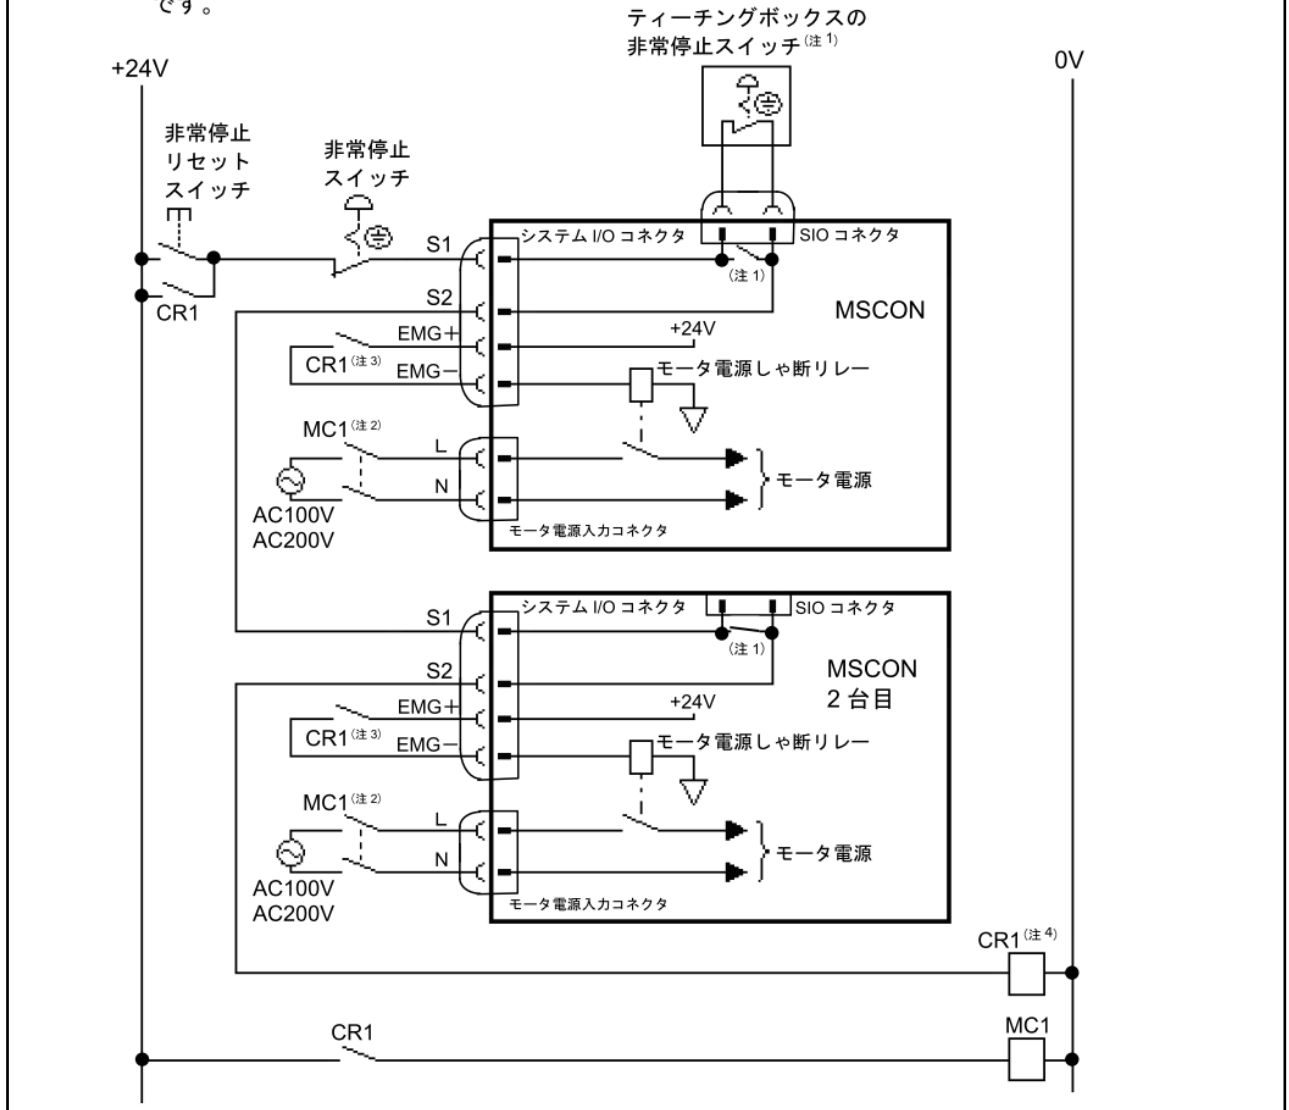 です。
ティーチングボックスの
非常停止スイッチ(注 1)
+24V
0V
非常停止
リセット
スイッチ
非常停止
スイッチ
CR1
S1
システム I/O コネクタ
SIO コネクタ
(注 1)
S2
MSCON
EMG+
+24V
CR1(注 3)
EMG−
モータ電源しゃ断リレー
MC1(注 2)
L
N
モータ電源
AC100V
AC200V
モータ電源入力コネクタ
S1
システム I/O コネクタ
SIO コネクタ
(注 1)
S2
MSCON
2 台目
EMG+
+24V
CR1(注 3)
EMG−
モータ電源しゃ断リレー
MC1(注 2)
L
N
モータ電源
AC100V
AC200V
モータ電源入力コネクタ
CR1(注 4)
CR1
MC1